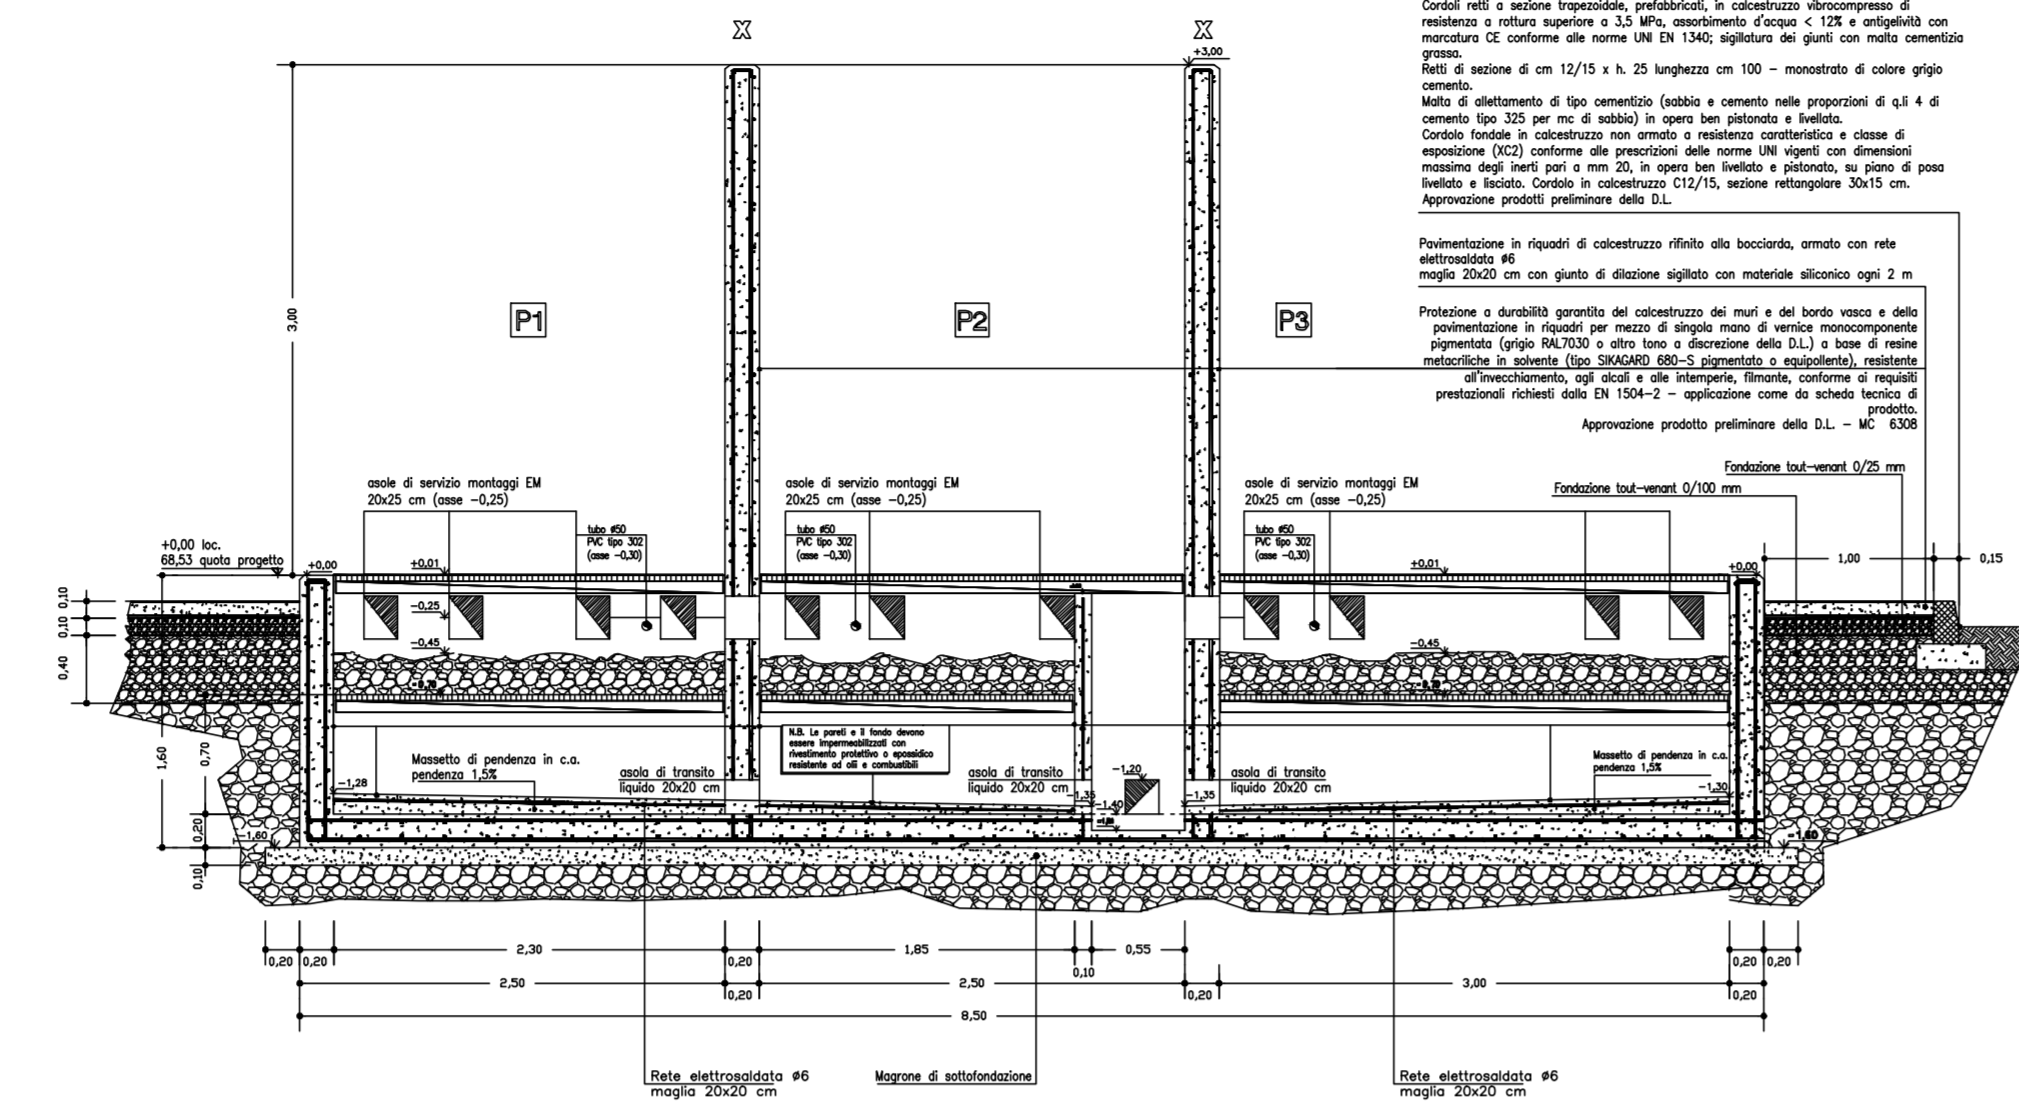 Cordoli retti a sezione trapezoidale, prefabbricati, in calcestruzzo vibrocompresso di
resistenza a rottura superiore a 3,5 MPa, assorbimento d'acqua < 12% e antigelività con
marcatura CE conforme alle norme UNI EN 1340; sigillatura dei giunti con malta cementizia
grassa.
Retti di sezione di cm 12/15 x h. 25 lunghezza cm 100 – monostrato di colore grigio
cemento.
Malta di allettamento di tipo cementizio (sabbia e cemento nelle proporzioni di q.li 4 di
cemento tipo 325 per mc di sabbia) in opera ben pistonata e livellata.
Cordolo fondale in calcestruzzo non armato a resistenza caratteristica e classe di
esposizione (XC2) conforme alle prescrizioni delle norme UNI vigenti con dimensioni
massima degli inerti pari a mm 20, in opera ben livellato e pistonato, su piano di posa
livellato e lisciato. Cordolo in calcestruzzo C12/15, sezione rettangolare 30x15 cm.
Approvazione prodotti preliminare della D.L.
Pavimentazione in riquadri di calcestruzzo rifinito alla bocciarda, armato con rete
elettrosaldata ø6
maglia 20x20 cm con giunto di dilazione sigillato con materiale siliconico ogni 2 m
Protezione a durabilità garantita del calcestruzzo dei muri e del bordo vasca e della
pavimentazione in riquadri per mezzo di singola mano di vernice monocomponente
pigmentata (grigio RAL7030 o altro tono a discrezione della D.L.) a base di resine
metacriliche in solvente (tipo SIKAGARD 680–S pigmentato o equipollente), resistente
all'invecchiamento, agli alcali e alle intemperie, filmante, conforme ai requisiti
prestazionali richiesti dalla EN 1504–2 – applicazione come da scheda tecnica di
prodotto.
Approvazione prodotto preliminare della D.L. – MC 6308
Fondazione tout–venant 0/25 mm
Fondazione tout–venant 0/100 mm
X
X
+3,00
3,00
P1
P2
P3
asole di servizio montaggi EM
20x25 cm (asse –0,25)
asole di servizio montaggi EM
20x25 cm (asse –0,25)
asole di servizio montaggi EM
20x25 cm (asse –0,25)
tubo ø50
PVC tipo 302
(asse –0,30)
tubo ø50
PVC tipo 302
(asse –0,30)
tubo ø50
PVC tipo 302
(asse –0,30)
+0,00 loc.
68,53 quota progetto
+0,00
+0,01
+0,01
+0,00
1,00
0,15
0,10
0,10
0,40
–0,25
–0,45
–0,45
–0,70
–0,70
1,60
0,70
0,20
0,10
–1,60
–1,28
Massetto di pendenza in c.a.
pendenza 1,5%
asola di transito
liquido 20x20 cm
N.B. Le pareti e il fondo devono
essere impermeabilizzati con
rivestimento protettivo o epossidico
resistente ad olii e combustibili
asola di transito
liquido 20x20 cm
–1,35
–1,20
–1,40
–1,35
asola di transito
liquido 20x20 cm
Massetto di pendenza in c.a.
pendenza 1,5%
–1,30
–1,60
0,20
0,20
2,30
0,20
1,85
0,10
0,55
0,20
0,20
2,50
0,20
2,50
0,20
3,00
0,20
8,50
Rete elettrosaldata ø6
maglia 20x20 cm
Magrone di sottofondazione
Rete elettrosaldata ø6
maglia 20x20 cm